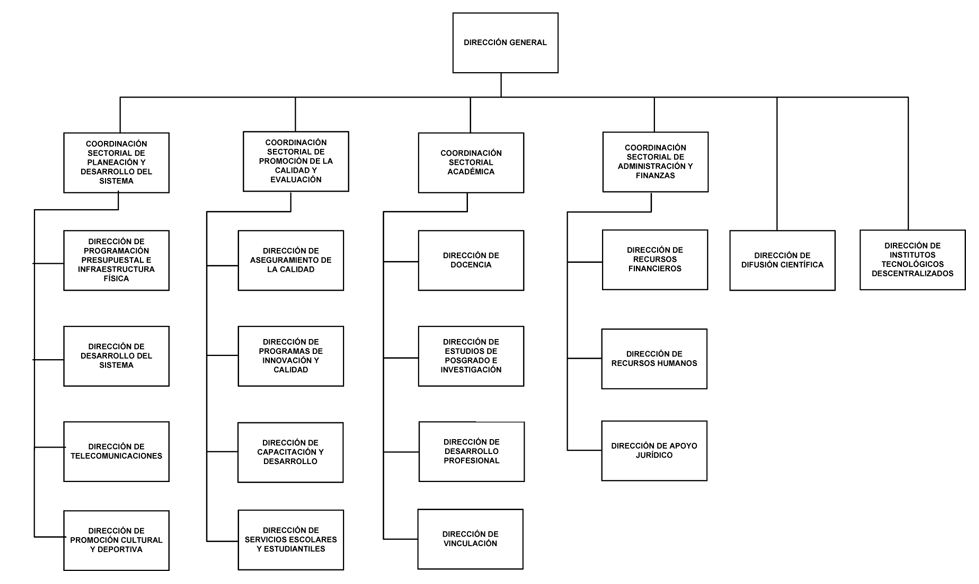 DIRECCIÓN GENERAL
COORDINACIÓN
SECTORIAL DE
PLANEACIÓN Y
DESARROLLO DEL
SISTEMA
COORDINACIÓN
SECTORIAL DE
PROMOCIÓN DE LA
CALIDAD Y
EVALUACIÓN
COORDINACIÓN
SECTORIAL
ACADÉMICA
COORDINACIÓN
SECTORIAL DE
ADMINISTRACIÓN Y
FINANZAS
DIRECCIÓN DE
PROGRAMACIÓN
PRESUPUESTAL E
INFRAESTRUCTURA
FÍSICA
DIRECCIÓN DE
ASEGURAMIENTO DE
LA CALIDAD
DIRECCIÓN DE
DOCENCIA
DIRECCIÓN DE
RECURSOS
FINANCIEROS
DIRECCIÓN DE
DIFUSIÓN CIENTÍFICA
DIRECCIÓN DE
INSTITUTOS
TECNOLÓGICOS
DESCENTRALIZADOS
DIRECCIÓN DE
DESARROLLO DEL
SISTEMA
DIRECCIÓN DE
PROGRAMAS DE
INNOVACIÓN Y
CALIDAD
DIRECCIÓN DE
ESTUDIOS DE
POSGRADO E
INVESTIGACIÓN
DIRECCIÓN DE
RECURSOS HUMANOS
DIRECCIÓN DE
TELECOMUNICACIONES
DIRECCIÓN DE
CAPACITACIÓN Y
DESARROLLO
DIRECCIÓN DE
DESARROLLO
PROFESIONAL
DIRECCIÓN DE APOYO
JURÍDICO
DIRECCIÓN DE
PROMOCIÓN CULTURAL
Y DEPORTIVA
DIRECCIÓN DE
SERVICIOS ESCOLARES
Y ESTUDIANTILES
DIRECCIÓN DE
VINCULACIÓN